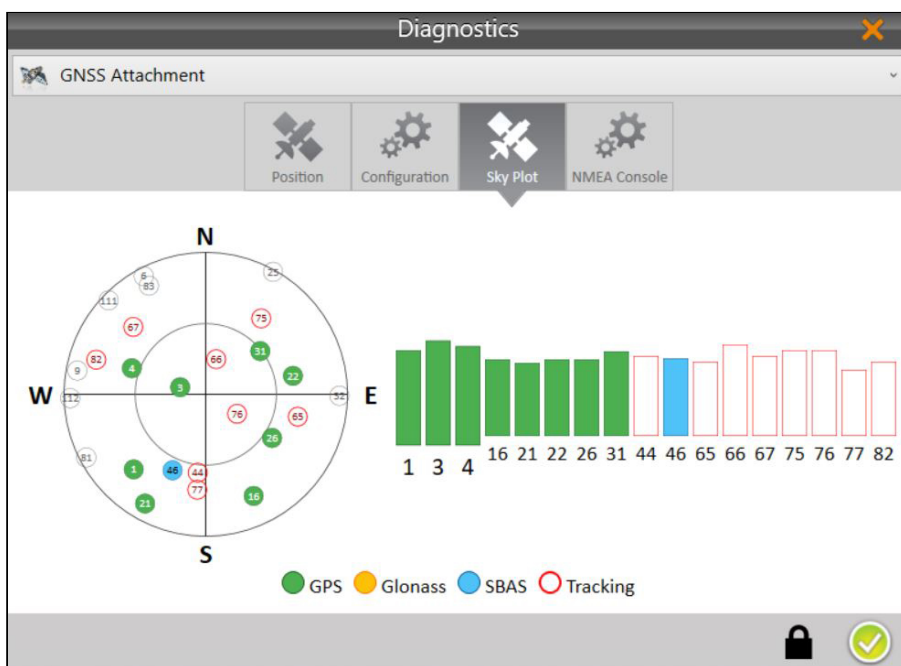 Diagnostics
GNSS Attachment
Position
Configuration
Sky Plot
NMEA Console
N
6
25
83
111
67
75
82
66
31
9
4
22
3
W
112
52
E
76
65
26
81
1
46
44
77
21
16
S
1 3 4 16 21 22 26 31 44 46 65 66 67 75 76 77 82
GPS Glonass SBAS Tracking